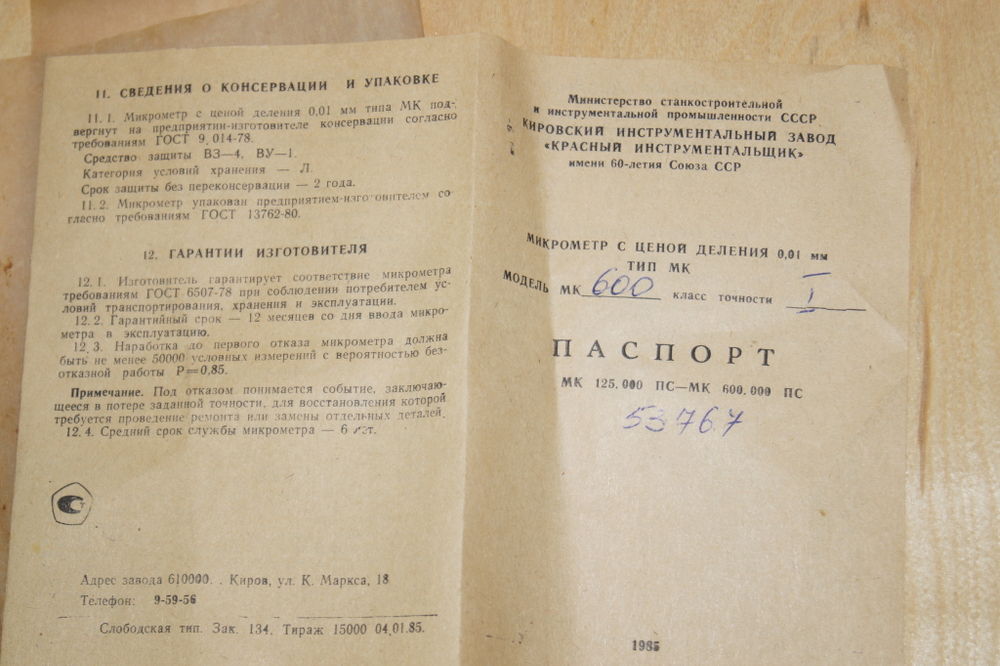 11. СВЕДЕНИЯ О КОНСЕРВАЦИИ И УПАКОВКЕ
11.1. Микрометр с ценой деления 0,01 мм типа МК под-
вергнут на предприятии-изготовителе консервации согласно
требованиям ГОСТ 9.014-78.
Средство защиты ВЗ—4, ВУ—1.
Категория условий хранения — Л.
Срок защиты без переконсервации — 2 года.
11.2. Микрометр упакован предприятием-изготовителем со-
гласно требованиям ГОСТ 13762-80.
12. ГАРАНТИИ ИЗГОТОВИТЕЛЯ
12.1. Изготовитель гарантирует соответствие микрометра
требованиям ГОСТ 6507-78 при соблюдении потребителем ус-
ловий транспортирования, хранения и эксплуатации.
12.2. Гарантийный срок — 12 месяцев со дня ввода микро-
метра в эксплуатацию.
12.3. Наработка до первого отказа микрометра должна
быть не менее 50000 условных измерений с вероятностью без-
отказной работы Р=0,85.
Примечание. Под отказом понимается событие, заключаю-
щееся в потере заданной точности, для восстановления которой
требуется проведение ремонта или замены отдельных деталей.
12.4. Средний срок службы микрометра — 6 лет.
Адрес завода 610000. . Киров, ул. К. Маркса, 18
Телефон: 9-59-56
Слободская тип. Зак. 134. Тираж 15000 04.01.85.
Министерство станкостроительной
и инструментальной промышленности СССР
КИРОВСКИЙ ИНСТРУМЕНТАЛЬНЫЙ ЗАВОД
«КРАСНЫЙ ИНСТРУМЕНТАЛЬЩИК»
имени 60-летия Союза ССР
МИКРОМЕТР С ЦЕНОЙ ДЕЛЕНИЯ 0,01 мм
ТИП МК
МОДЕЛЬ МК 600 класс точности I
ПАСПОРТ
МК 125.000 ПС—МК 600.000 ПС
53767
1985